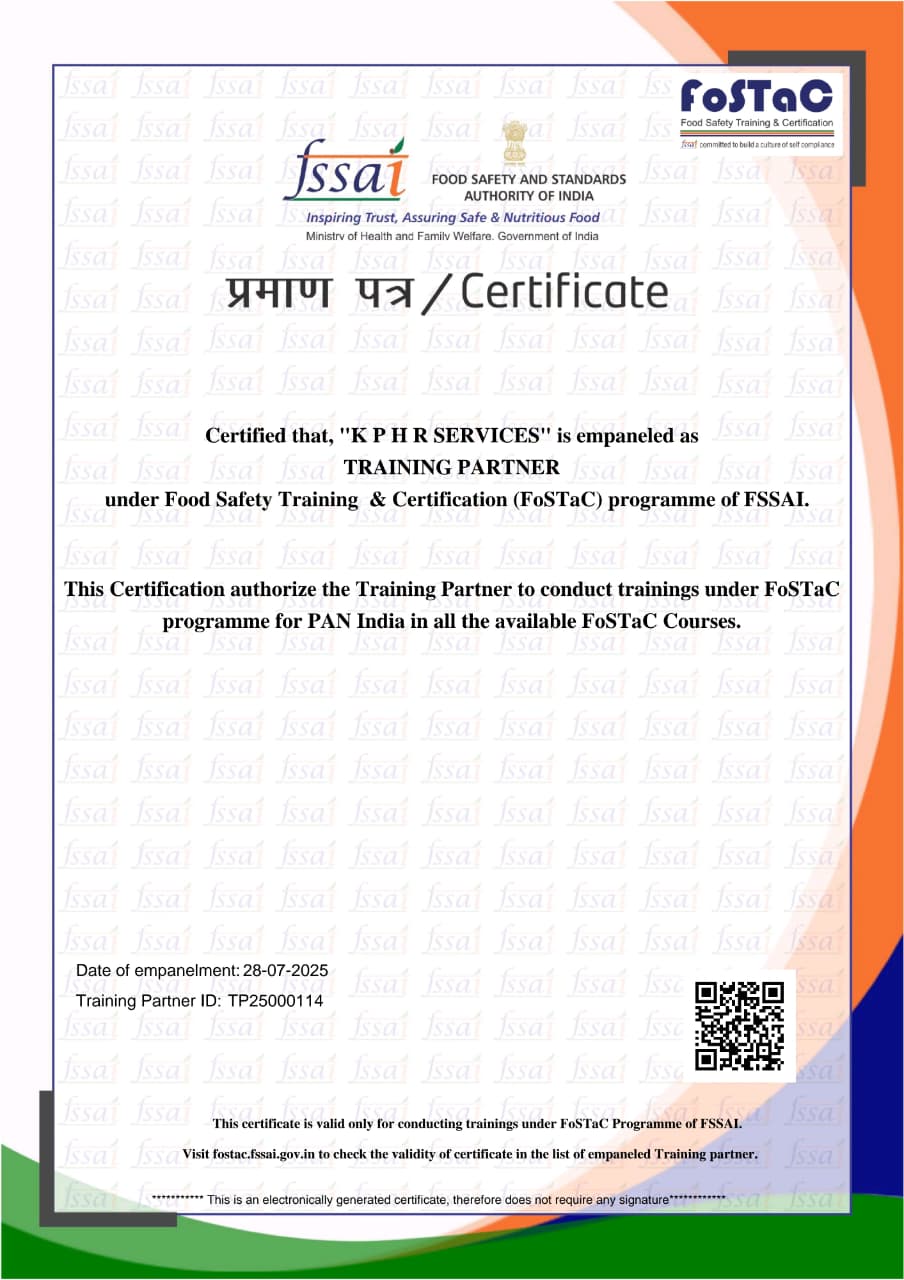 FoSTaC
Food Safety Training & Certification
fssai committed to build a culture of self compliance
fssai
FOOD SAFETY AND STANDARDS
AUTHORITY OF INDIA
Inspiring Trust, Assuring Safe & Nutritious Food
Ministry of Health and Family Welfare, Government of India
प्रमाण पत्र / Certificate
Certified that, "K P H R SERVICES" is empaneled as
TRAINING PARTNER
under Food Safety Training & Certification (FoSTaC) programme of FSSAI.
This Certification authorize the Training Partner to conduct trainings under FoSTaC
programme for PAN India in all the available FoSTaC Courses.
Date of empanelment: 28-07-2025
Training Partner ID: TP25000114
This certificate is valid only for conducting trainings under FoSTaC Programme of FSSAI.
Visit fostac.fssai.gov.in to check the validity of certificate in the list of empaneled Training partner.
*********** This is an electronically generated certificate, therefore does not require any signature************